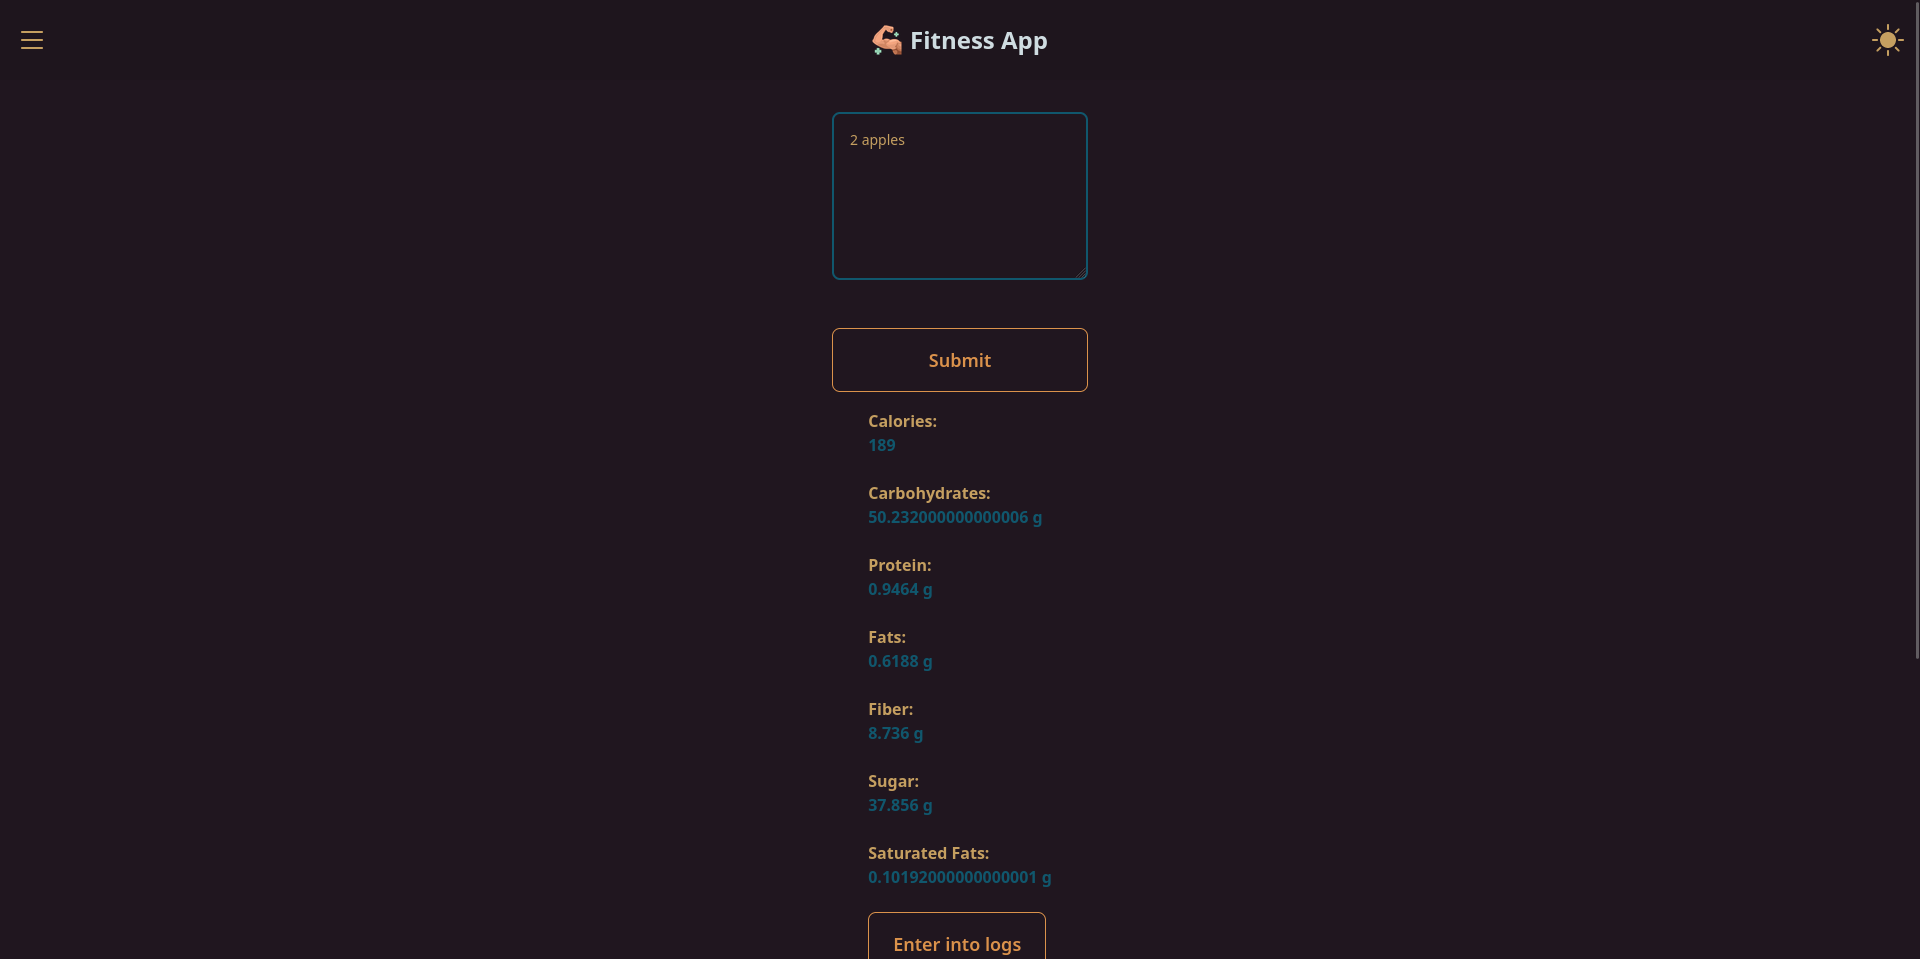 Fitness App
2 apples
Submit
Calories:
189
Carbohydrates:
50.232000000000006 g
Protein:
0.9464 g
Fats:
0.6188 g
Fiber:
8.736 g
Sugar:
37.856 g
Saturated Fats:
0.10192000000000001 g
Enter into logs